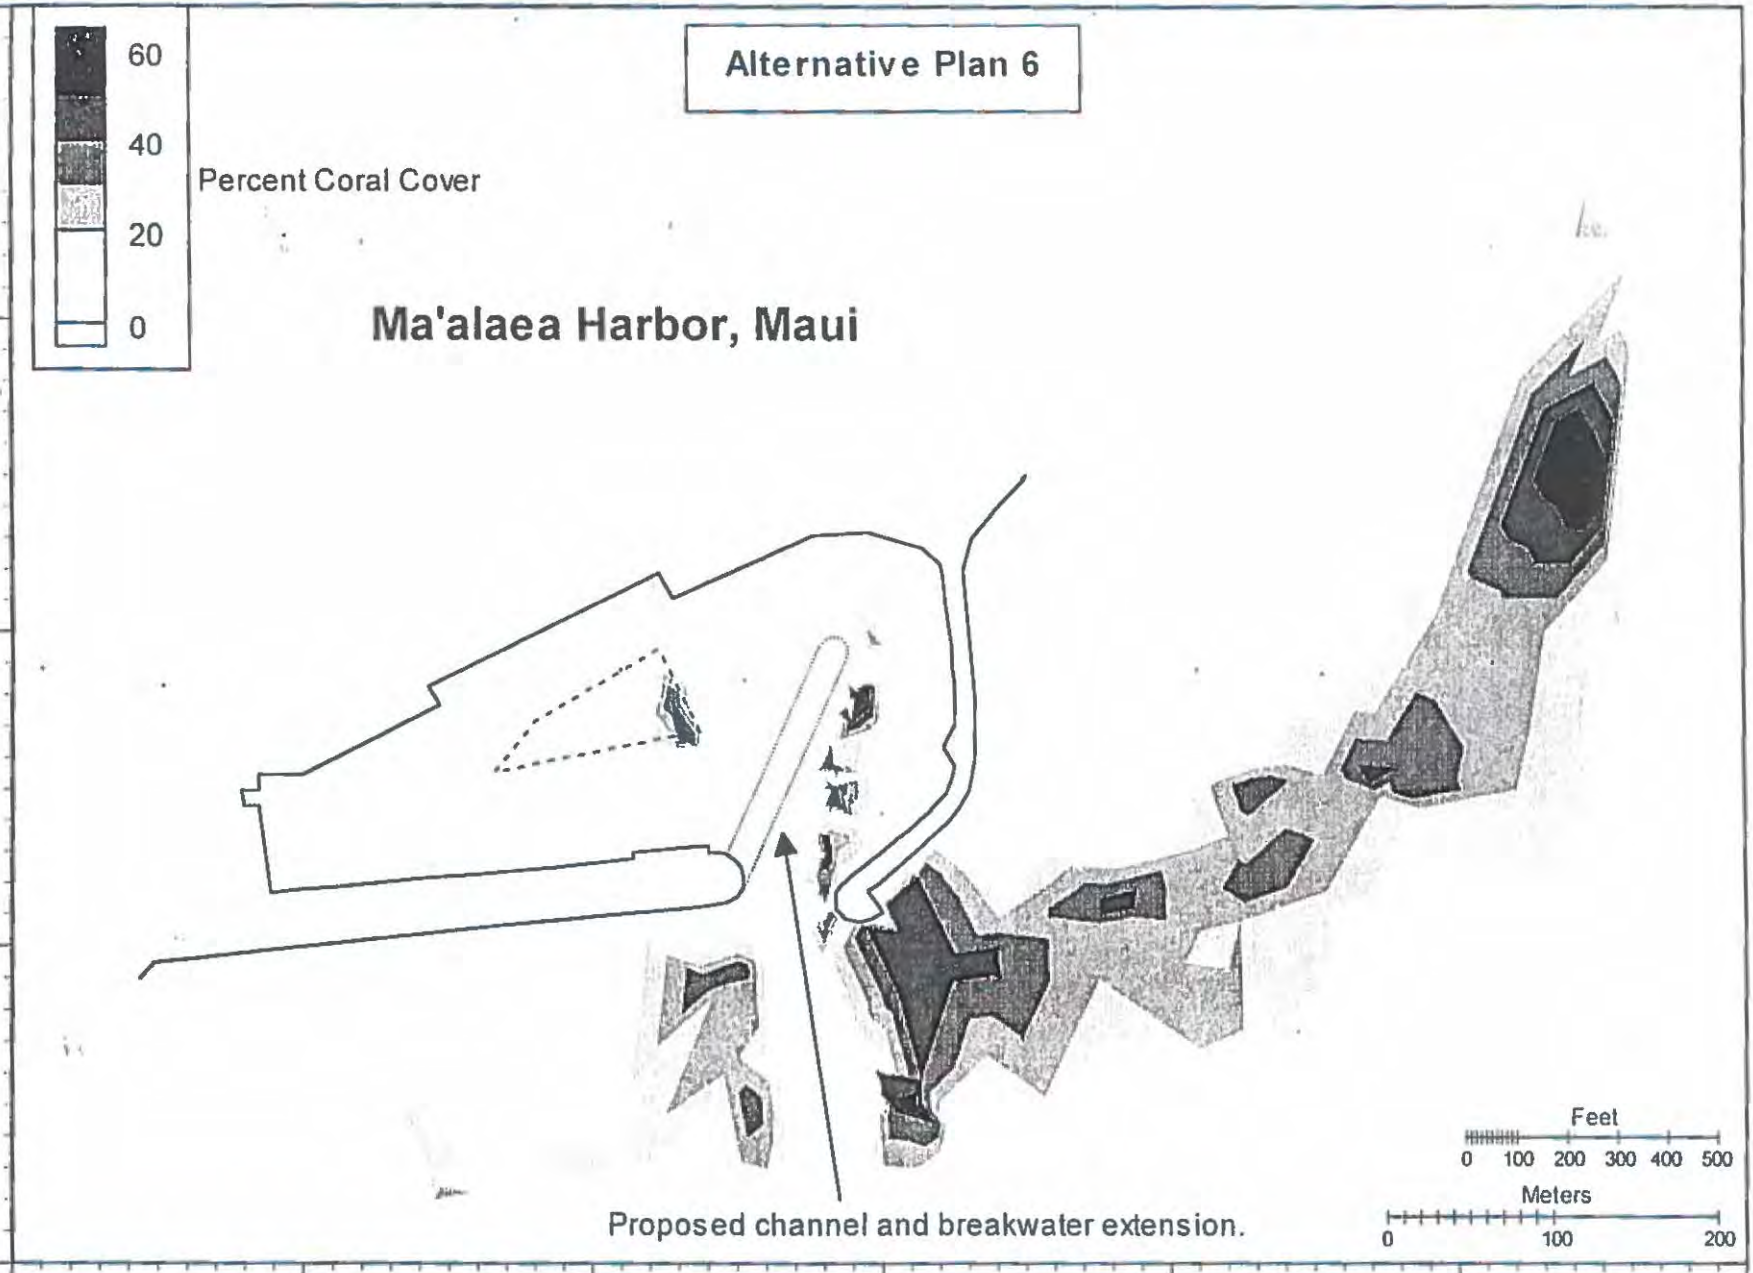 Alternative Plan 6
60
40
20
0
Percent Coral Cover
Ma'alaea Harbor, Maui
Feet
0 100 200 300 400 500
Meters
0 100 200
Proposed channel and breakwater extension.